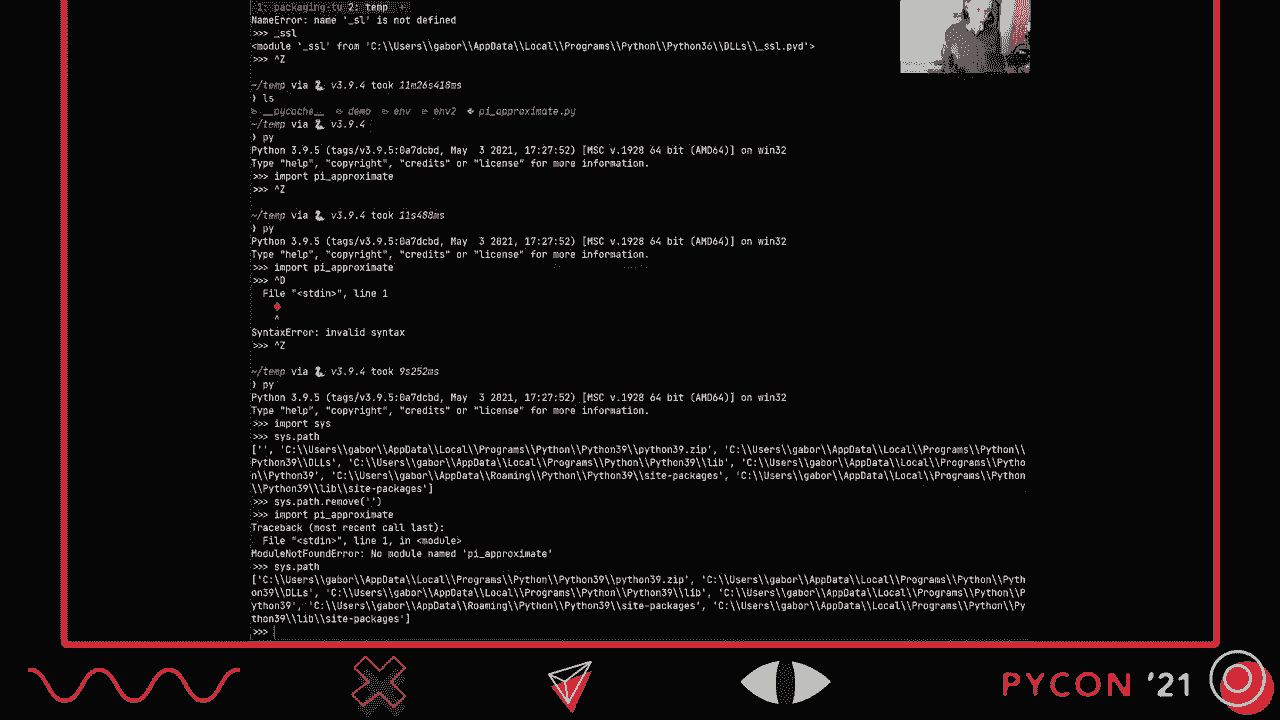 1: packaging-tu 2: temp +
NameError: name '_sl' is not defined
>>> _ssl
<module '_ssl' from 'C:\\Users\\gabor\\AppData\\Local\\Programs\\Python\\Python36\\DLLs\\_ssl.pyd'>
>>> ^Z
~/temp via v3.9.4 took 11m26s418ms
❯ ls
__pycache__ demo env env2 pi_approximate.py
~/temp via v3.9.4
❯ py
Python 3.9.5 (tags/v3.9.5:0a7dcbd, May  3 2021, 17:27:52) [MSC v.1928 64 bit (AMD64)] on win32
Type "help", "copyright", "credits" or "license" for more information.
>>> import pi_approximate
>>> ^Z
~/temp via v3.9.4 took 11s488ms
❯ py
Python 3.9.5 (tags/v3.9.5:0a7dcbd, May  3 2021, 17:27:52) [MSC v.1928 64 bit (AMD64)] on win32
Type "help", "copyright", "credits" or "license" for more information.
>>> import pi_approximate
>>> ^D
File "<stdin>", line 1
^
SyntaxError: invalid syntax
>>> ^Z
~/temp via v3.9.4 took 9s252ms
❯ py
Python 3.9.5 (tags/v3.9.5:0a7dcbd, May  3 2021, 17:27:52) [MSC v.1928 64 bit (AMD64)] on win32
Type "help", "copyright", "credits" or "license" for more information.
>>> import sys
>>> sys.path
['', 'C:\\Users\\gabor\\AppData\\Local\\Programs\\Python\\Python39\\python39.zip', 'C:\\Users\\gabor\\AppData\\Local\\Programs\\Python\\
Python39\\DLLs', 'C:\\Users\\gabor\\AppData\\Local\\Programs\\Python\\Python39\\lib', 'C:\\Users\\gabor\\AppData\\Local\\Programs\\Pytho
n\\Python39', 'C:\\Users\\gabor\\AppData\\Roaming\\Python\\Python39\\site-packages', 'C:\\Users\\gabor\\AppData\\Local\\Programs\\Python
\\Python39\\lib\\site-packages']
>>> sys.path.remove('')
>>> import pi_approximate
Traceback (most recent call last):
File "<stdin>", line 1, in <module>
ModuleNotFoundError: No module named 'pi_approximate'
>>> sys.path
['C:\\Users\\gabor\\AppData\\Local\\Programs\\Python\\Python39\\python39.zip', 'C:\\Users\\gabor\\AppData\\Local\\Programs\\Python\\Pyth
on39\\DLLs', 'C:\\Users\\gabor\\AppData\\Local\\Programs\\Python\\Python39\\lib', 'C:\\Users\\gabor\\AppData\\Local\\Programs\\Python\\P
ython39', 'C:\\Users\\gabor\\AppData\\Roaming\\Python\\Python39\\site-packages', 'C:\\Users\\gabor\\AppData\\Local\\Programs\\Python\\Py
thon39\\lib\\site-packages']
>>>
PYCON '21